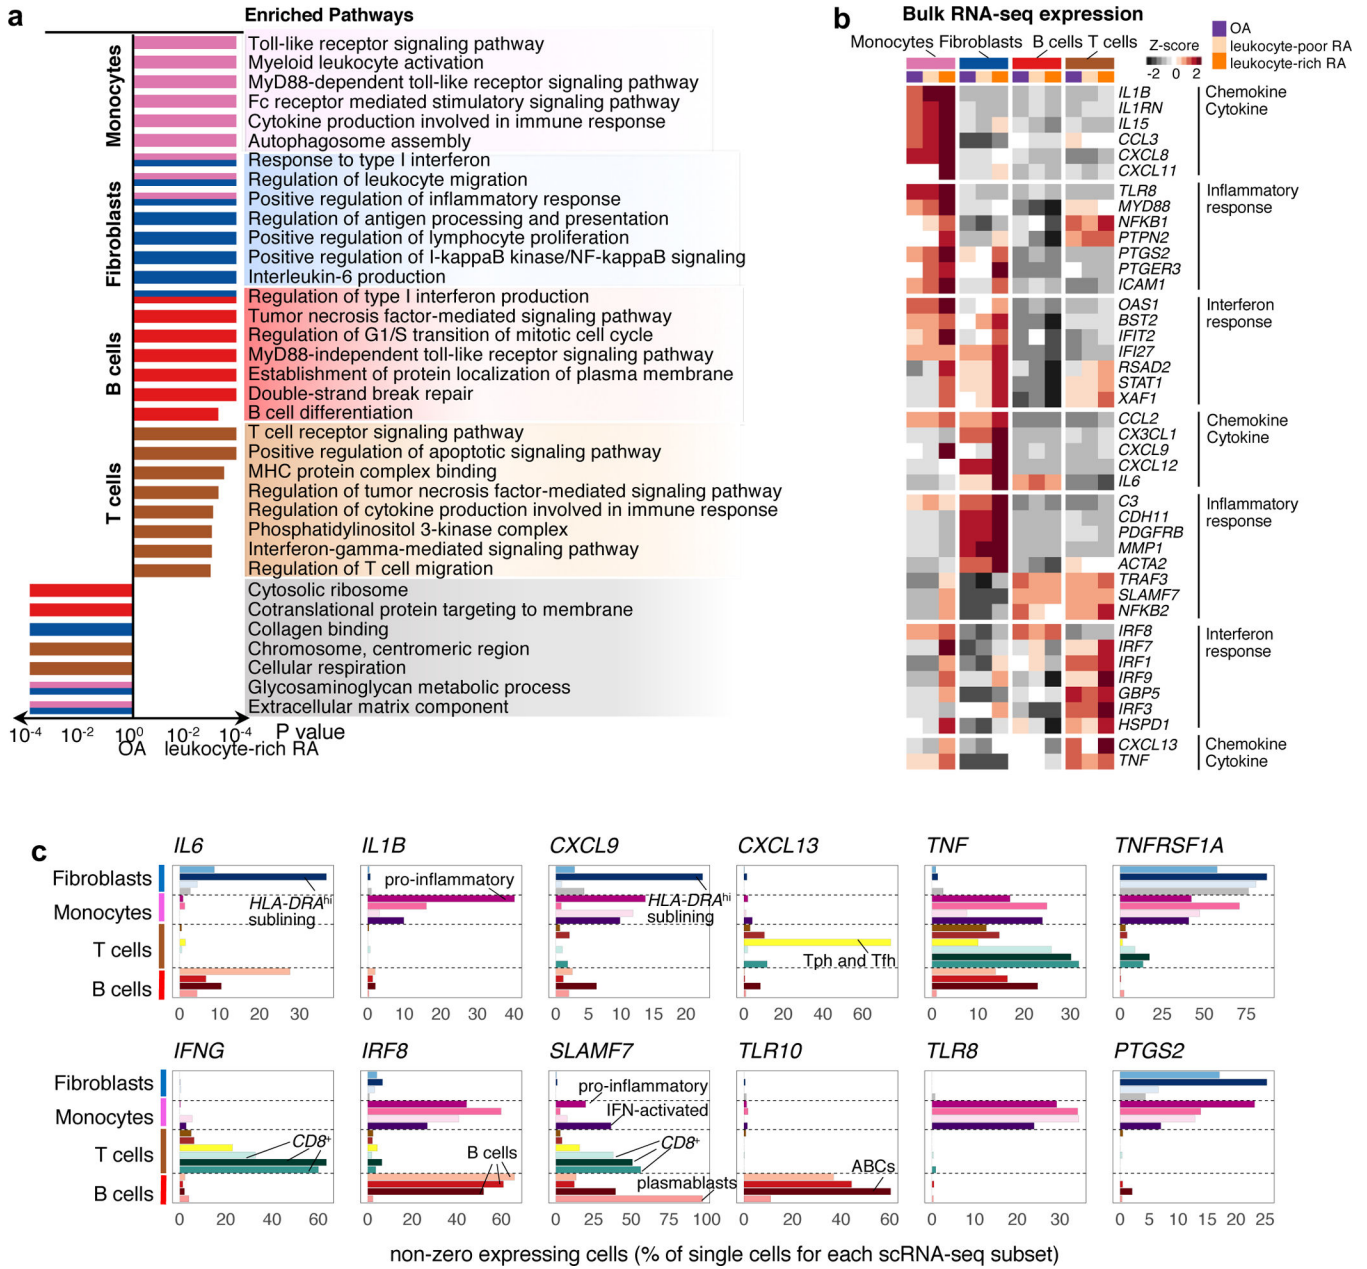 a
Enriched Pathways
Monocytes
Toll-like receptor signaling pathway
Myeloid leukocyte activation
MyD88-dependent toll-like receptor signaling pathway
Fc receptor mediated stimulatory signaling pathway
Cytokine production involved in immune response
Autophagosome assembly
Fibroblasts
Response to type I interferon
Regulation of leukocyte migration
Positive regulation of inflammatory response
Regulation of antigen processing and presentation
Positive regulation of lymphocyte proliferation
Positive regulation of I-kappaB kinase/NF-kappaB signaling
Interleukin-6 production
B cells
Regulation of type I interferon production
Tumor necrosis factor-mediated signaling pathway
Regulation of G1/S transition of mitotic cell cycle
MyD88-independent toll-like receptor signaling pathway
Establishment of protein localization of plasma membrane
Double-strand break repair
B cell differentiation
T cells
T cell receptor signaling pathway
Positive regulation of apoptotic signaling pathway
MHC protein complex binding
Regulation of tumor necrosis factor-mediated signaling pathway
Regulation of cytokine production involved in immune response
Phosphatidylinositol 3-kinase complex
Interferon-gamma-mediated signaling pathway
Regulation of T cell migration
Cytosolic ribosome
Cotranslational protein targeting to membrane
Collagen binding
Chromosome, centromeric region
Cellular respiration
Glycosaminoglycan metabolic process
Extracellular matrix component
10-4 10-2 100 10-2 10-4 P value
OA leukocyte-rich RA
b
Bulk RNA-seq expression
Monocytes Fibroblasts B cells T cells
Z-score
-2 0 2
OA
leukocyte-poor RA
leukocyte-rich RA
IL1B
IL1RN
IL15
CCL3
CXCL8
CXCL11
Chemokine
Cytokine
TLR8
MYD88
NFKB1
PTPN2
PTGS2
PTGER3
ICAM1
Inflammatory
response
OAS1
BST2
IFIT2
IFI27
RSAD2
STAT1
XAF1
Interferon
response
CCL2
CX3CL1
CXCL9
CXCL12
IL6
Chemokine
Cytokine
C3
CDH11
PDGFRB
MMP1
ACTA2
TRAF3
SLAMF7
NFKB2
Inflammatory
response
IRF8
IRF7
IRF1
IRF9
GBP5
IRF3
HSPD1
Interferon
response
CXCL13
TNF
Chemokine
Cytokine
c
IL6 IL1B CXCL9 CXCL13 TNF TNFRSF1A
Fibroblasts
Monocytes
T cells
B cells
HLA-DRAhi
sublining
pro-inflammatory
HLA-DRAhi
sublining
Tph and Tfh
0 10 20 30
0 10 20 30 40
0 5 10 15 20
0 20 40 60
0 10 20 30
0 25 50 75
IFNG IRF8 SLAMF7 TLR10 TLR8 PTGS2
Fibroblasts
Monocytes
T cells
B cells
CD8+
B cells
pro-inflammatory
IFN-activated
CD8+
plasmablasts
ABCs
0 20 40 60
0 20 40 60
0 25 50 75 100
0 20 40 60
0 10 20 30
0 5 10 15 20 25
non-zero expressing cells (% of single cells for each scRNA-seq subset)